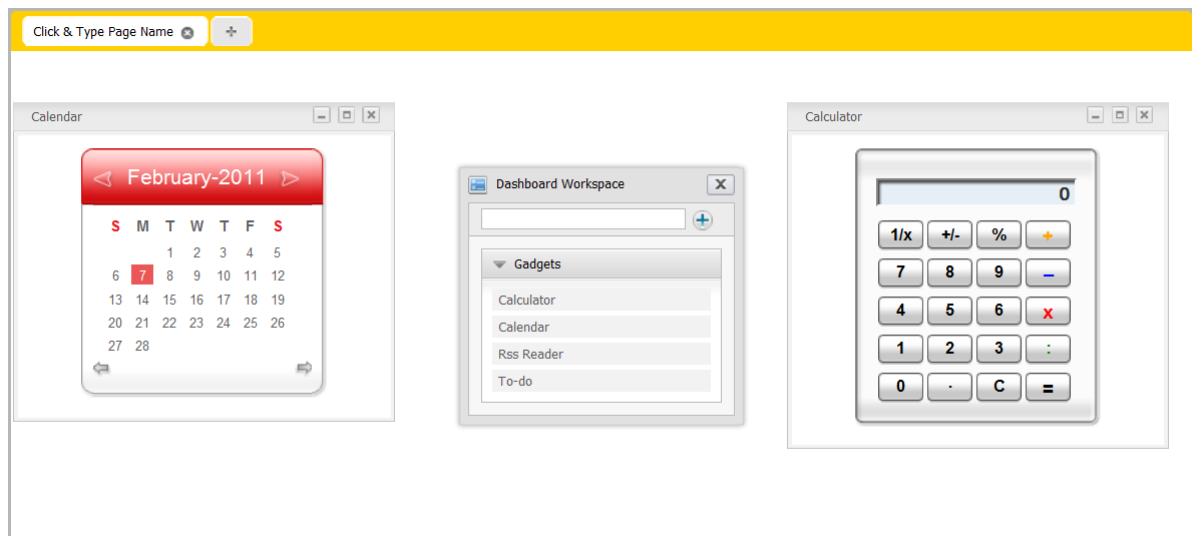 Click & Type Page Name
Calendar
February-2011
S M T W T F S
1 2 3 4 5
6 7 8 9 10 11 12
13 14 15 16 17 18 19
20 21 22 23 24 25 26
27 28
Dashboard Workspace
Gadgets
Calculator
Calendar
Rss Reader
To-do
Calculator
0
1/x +/- % +
7 8 9 –
4 5 6 x
1 2 3 :
0 . C =